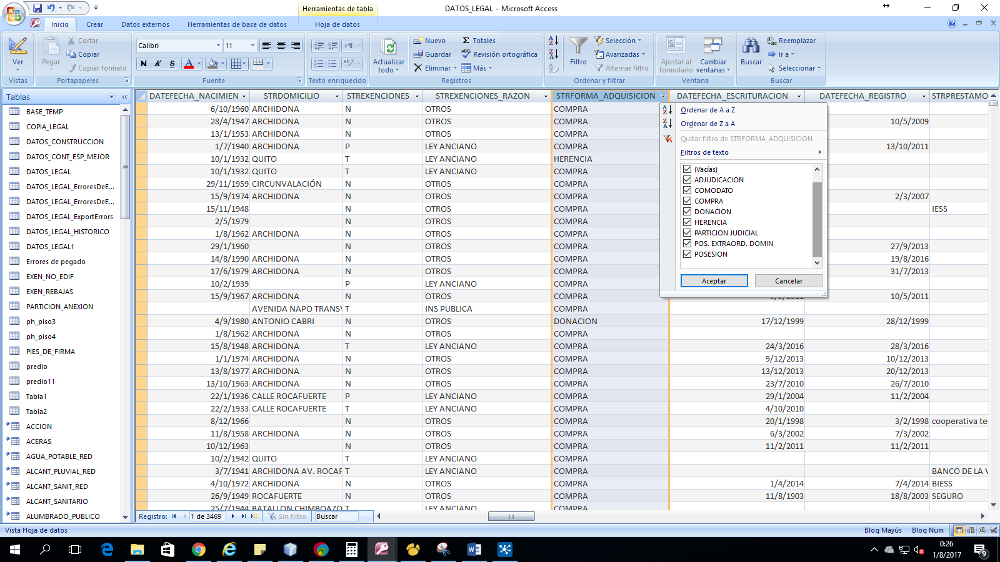 Herramientas de tabla
DATOS_LEGAL - Microsoft Access
Inicio Crear Datos externos Herramientas de base de datos Hoja de datos
Ver
Vistas
Pegar
Cortar
Copiar
Copiar formato
Portapapeles
Calibri 11
N K S A
Fuente
Texto enriquecido
Actualizar todo
Nuevo
Guardar
Eliminar
Totales
Revisión ortográfica
Más
Registros
Filtro
Selección
Avanzadas
Alternar filtro
Ordenar y filtrar
Ajustar al formulario
Cambiar ventanas
Ventana
Buscar
Reemplazar
Ir a
Seleccionar
Buscar
Tablas
BASE_TEMP
COPIA_LEGAL
DATOS_CONSTRUCCION
DATOS_CONT_ESP_MEJOR
DATOS_LEGAL
DATOS_LEGAL_ErroresDeE...
DATOS_LEGAL_ErroresDeE...
DATOS_LEGAL_ExportErrors
DATOS_LEGAL_HISTORICO
DATOS_LEGAL1
Errores de pegado
EXEN_NO_EDIF
EXEN_REBAJAS
PARTICION_ANEXION
ph_piso3
ph_piso4
PIES_DE_FIRMA
predio
predio11
Tabla1
Tabla2
ACCION
ACERAS
AGUA_POTABLE_RED
ALCANT_PLUVIAL_RED
ALCANT_SANIT_RED
ALCANT_SANITARIO
ALUMBRADO_PUBLICO
DATEFECHA_NACIMIEN STRDOMICILIO STREXENCIONES STREXENCIONES_RAZON STRFORMA_ADQUISICION DATEFECHA_ESCRITURACION DATEFECHA_REGISTRO STRPRESTAMO
6/10/1960 ARCHIDONA N OTROS COMPRA
28/4/1947 ARCHIDONA N OTROS COMPRA 10/5/2009
13/1/1953 ARCHIDONA N OTROS COMPRA
1/7/1940 ARCHIDONA P LEY ANCIANO COMPRA 13/10/2011
10/1/1932 QUITO T LEY ANCIANO HERENCIA
10/1/1932 QUITO T LEY ANCIANO COMPRA
29/11/1959 CIRCUNVALACIÓN N OTROS COMPRA
15/9/1974 ARCHIDONA N OTROS COMPRA 2/3/2007
15/11/1948 N OTROS COMPRA IESS
2/5/1979 N OTROS COMPRA
1/8/1962 ARCHIDONA N OTROS COMPRA
29/1/1960 N OTROS COMPRA 27/9/2013
14/8/1990 ARCHIDONA N OTROS COMPRA 19/8/2016
17/6/1979 ARCHIDONA N OTROS COMPRA 31/7/2013
10/2/1939 P LEY ANCIANO COMPRA
15/9/1967 ARCHIDONA N OTROS COMPRA 10/5/2011
AVENIDA NAPO TRANSV T INS PUBLICA COMPRA
4/9/1980 ANTONIO CABRI N OTROS DONACION 17/12/1999 28/12/1999
1/8/1962 ARCHIDONA N OTROS COMPRA
15/8/1948 ARCHIDONA T LEY ANCIANO COMPRA 24/3/2016 28/3/2016
1/1/1974 ARCHIDONA N OTROS COMPRA 9/12/2013 10/12/2013
13/8/1977 ARCHIDONA N OTROS COMPRA 13/12/2013 20/12/2013
13/10/1963 ARCHIDONA N OTROS COMPRA 23/7/2010 26/7/2010
22/1/1936 CALLE ROCAFUERTE P LEY ANCIANO COMPRA 29/1/2004 11/2/2004
22/2/1933 CALLE ROCAFUERTE T LEY ANCIANO COMPRA 4/10/2010
8/12/1966 N OTROS COMPRA 20/1/1998 3/2/1998 cooperativa te
11/8/1958 ARCHIDONA N OTROS COMPRA 6/3/2002 7/3/2002
10/12/1963 N OTROS COMPRA 11/2/2011 11/2/2011
10/2/1942 QUITO T LEY ANCIANO COMPRA
3/7/1941 ARCHIDONA AV. ROCAF T LEY ANCIANO COMPRA BANCO DE LA V
4/10/1972 ARCHIDONA N OTROS COMPRA 1/4/2014 7/4/2014 BIESS
26/9/1949 ROCAFUERTE N OTROS COMPRA 11/8/1903 18/8/2003 SEGURO
25/7/1944 BATALLON CHIMBOAZO T LEY ANCIANO COMPRA
Ordenar de A a Z
Ordenar de Z a A
Quitar filtro de STRFORMA_ADQUISICION
Filtros de texto
(Vacías)
ADJUDICACION
COMODATO
COMPRA
DONACION
HERENCIA
PARTICION JUDICIAL
POS. EXTRAORD. DOMIN
POSESION
Aceptar Cancelar
Registro: 1 de 3469 Sin filtro Buscar
Vista Hoja de datos Bloq Mayús Bloq Num
0:26
1/8/2017
9